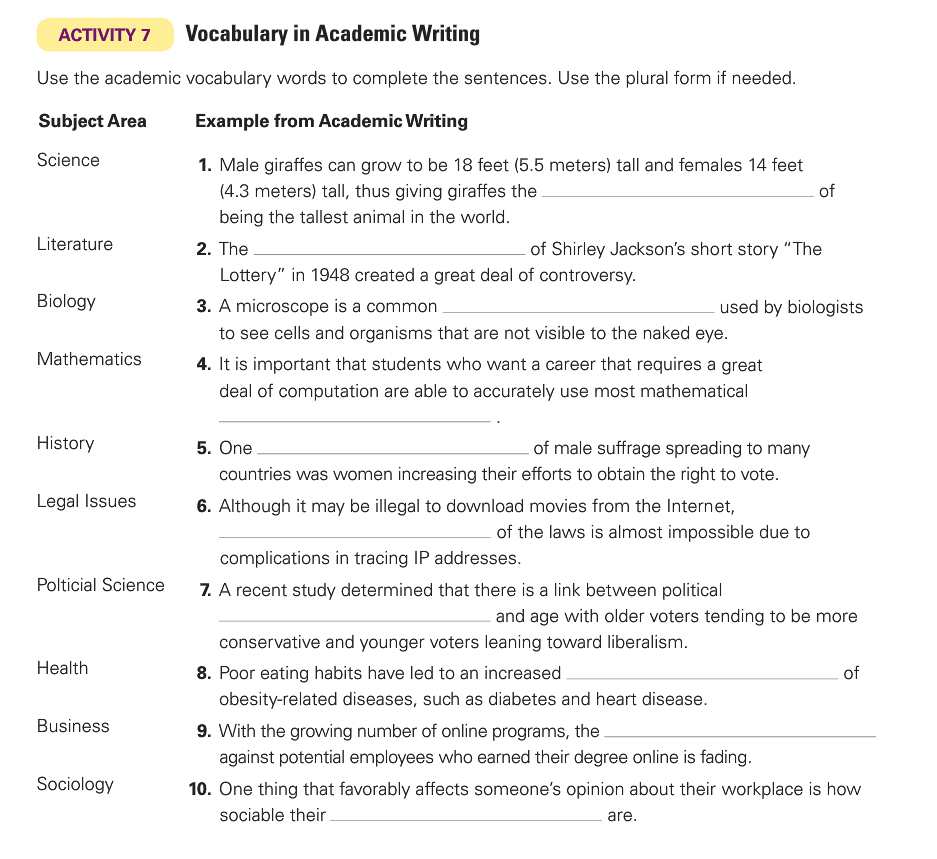 ACTIVITY 7 Vocabulary in Academic Writing
Use the academic vocabulary words to complete the sentences. Use the plural form if needed.
Subject Area Example from Academic Writing
Science 1. Male giraffes can grow to be 18 feet (5.5 meters) tall and females 14 feet
(4.3 meters) tall, thus giving giraffes the ____ of
being the tallest animal in the world.
Literature 2. The ____ of Shirley Jackson's short story “The
Lottery” in 1948 created a great deal of controversy.
Biology 3. A microscope is a common ____ used by biologists
to see cells and organisms that are not visible to the naked eye.
Mathematics 4. It is important that students who want a career that requires a great
deal of computation are able to accurately use most mathematical
____ .
History 5. One ____ of male suffrage spreading to many
countries was women increasing their efforts to obtain the right to vote.
Legal Issues 6. Although it may be illegal to download movies from the Internet,
____ of the laws is almost impossible due to
complications in tracing IP addresses.
Polticial Science 7. A recent study determined that there is a link between political
____ and age with older voters tending to be more
conservative and younger voters leaning toward liberalism.
Health 8. Poor eating habits have led to an increased ____ of
obesity-related diseases, such as diabetes and heart disease.
Business 9. With the growing number of online programs, the ____
against potential employees who earned their degree online is fading.
Sociology 10. One thing that favorably affects someone's opinion about their workplace is how
sociable their ____ are.